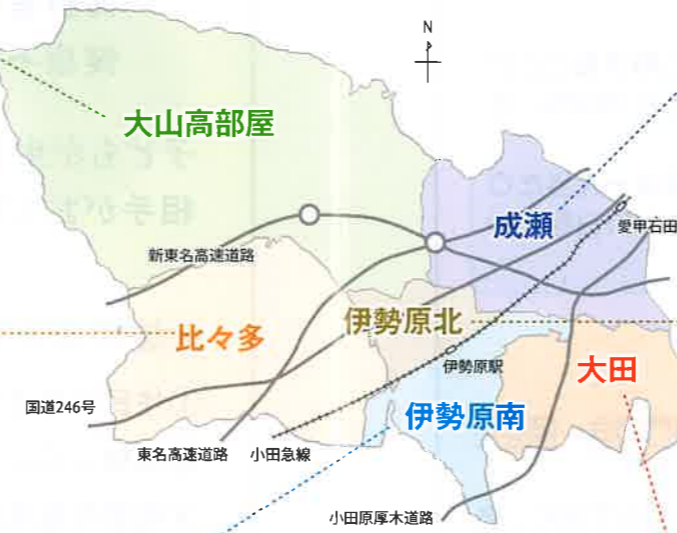 N
大山高部屋
成瀬
愛甲石田
新東名高速道路
伊勢原北
比々多
伊勢原駅
大田
国道246号
伊勢原南
東名高速道路
小田急線
小田原厚木道路